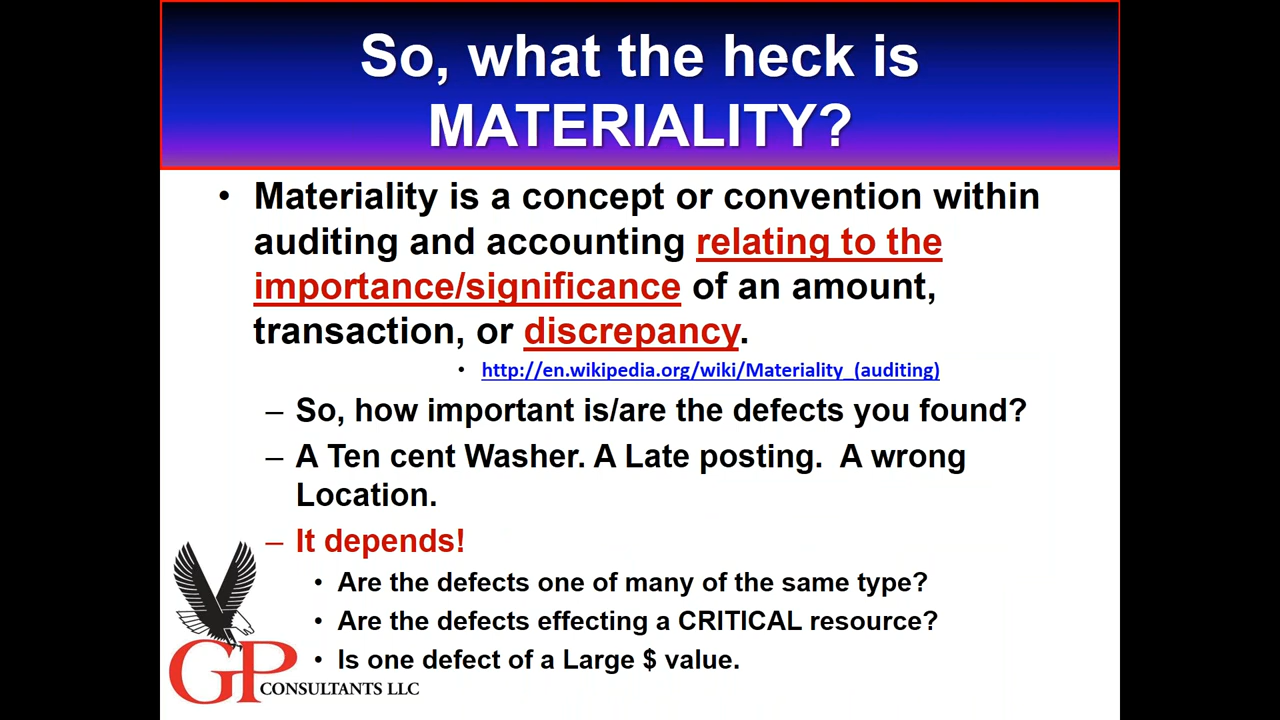 So, what the heck is
MATERIALITY?
• Materiality is a concept or convention within
auditing and accounting relating to the
importance/significance of an amount,
transaction, or discrepancy.
• http://en.wikipedia.org/wiki/Materiality_(auditing)
– So, how important is/are the defects you found?
– A Ten cent Washer. A Late posting.  A wrong
Location.
– It depends!
• Are the defects one of many of the same type?
• Are the defects effecting a CRITICAL resource?
• Is one defect of a Large $ value.
GP
CONSULTANTS LLC